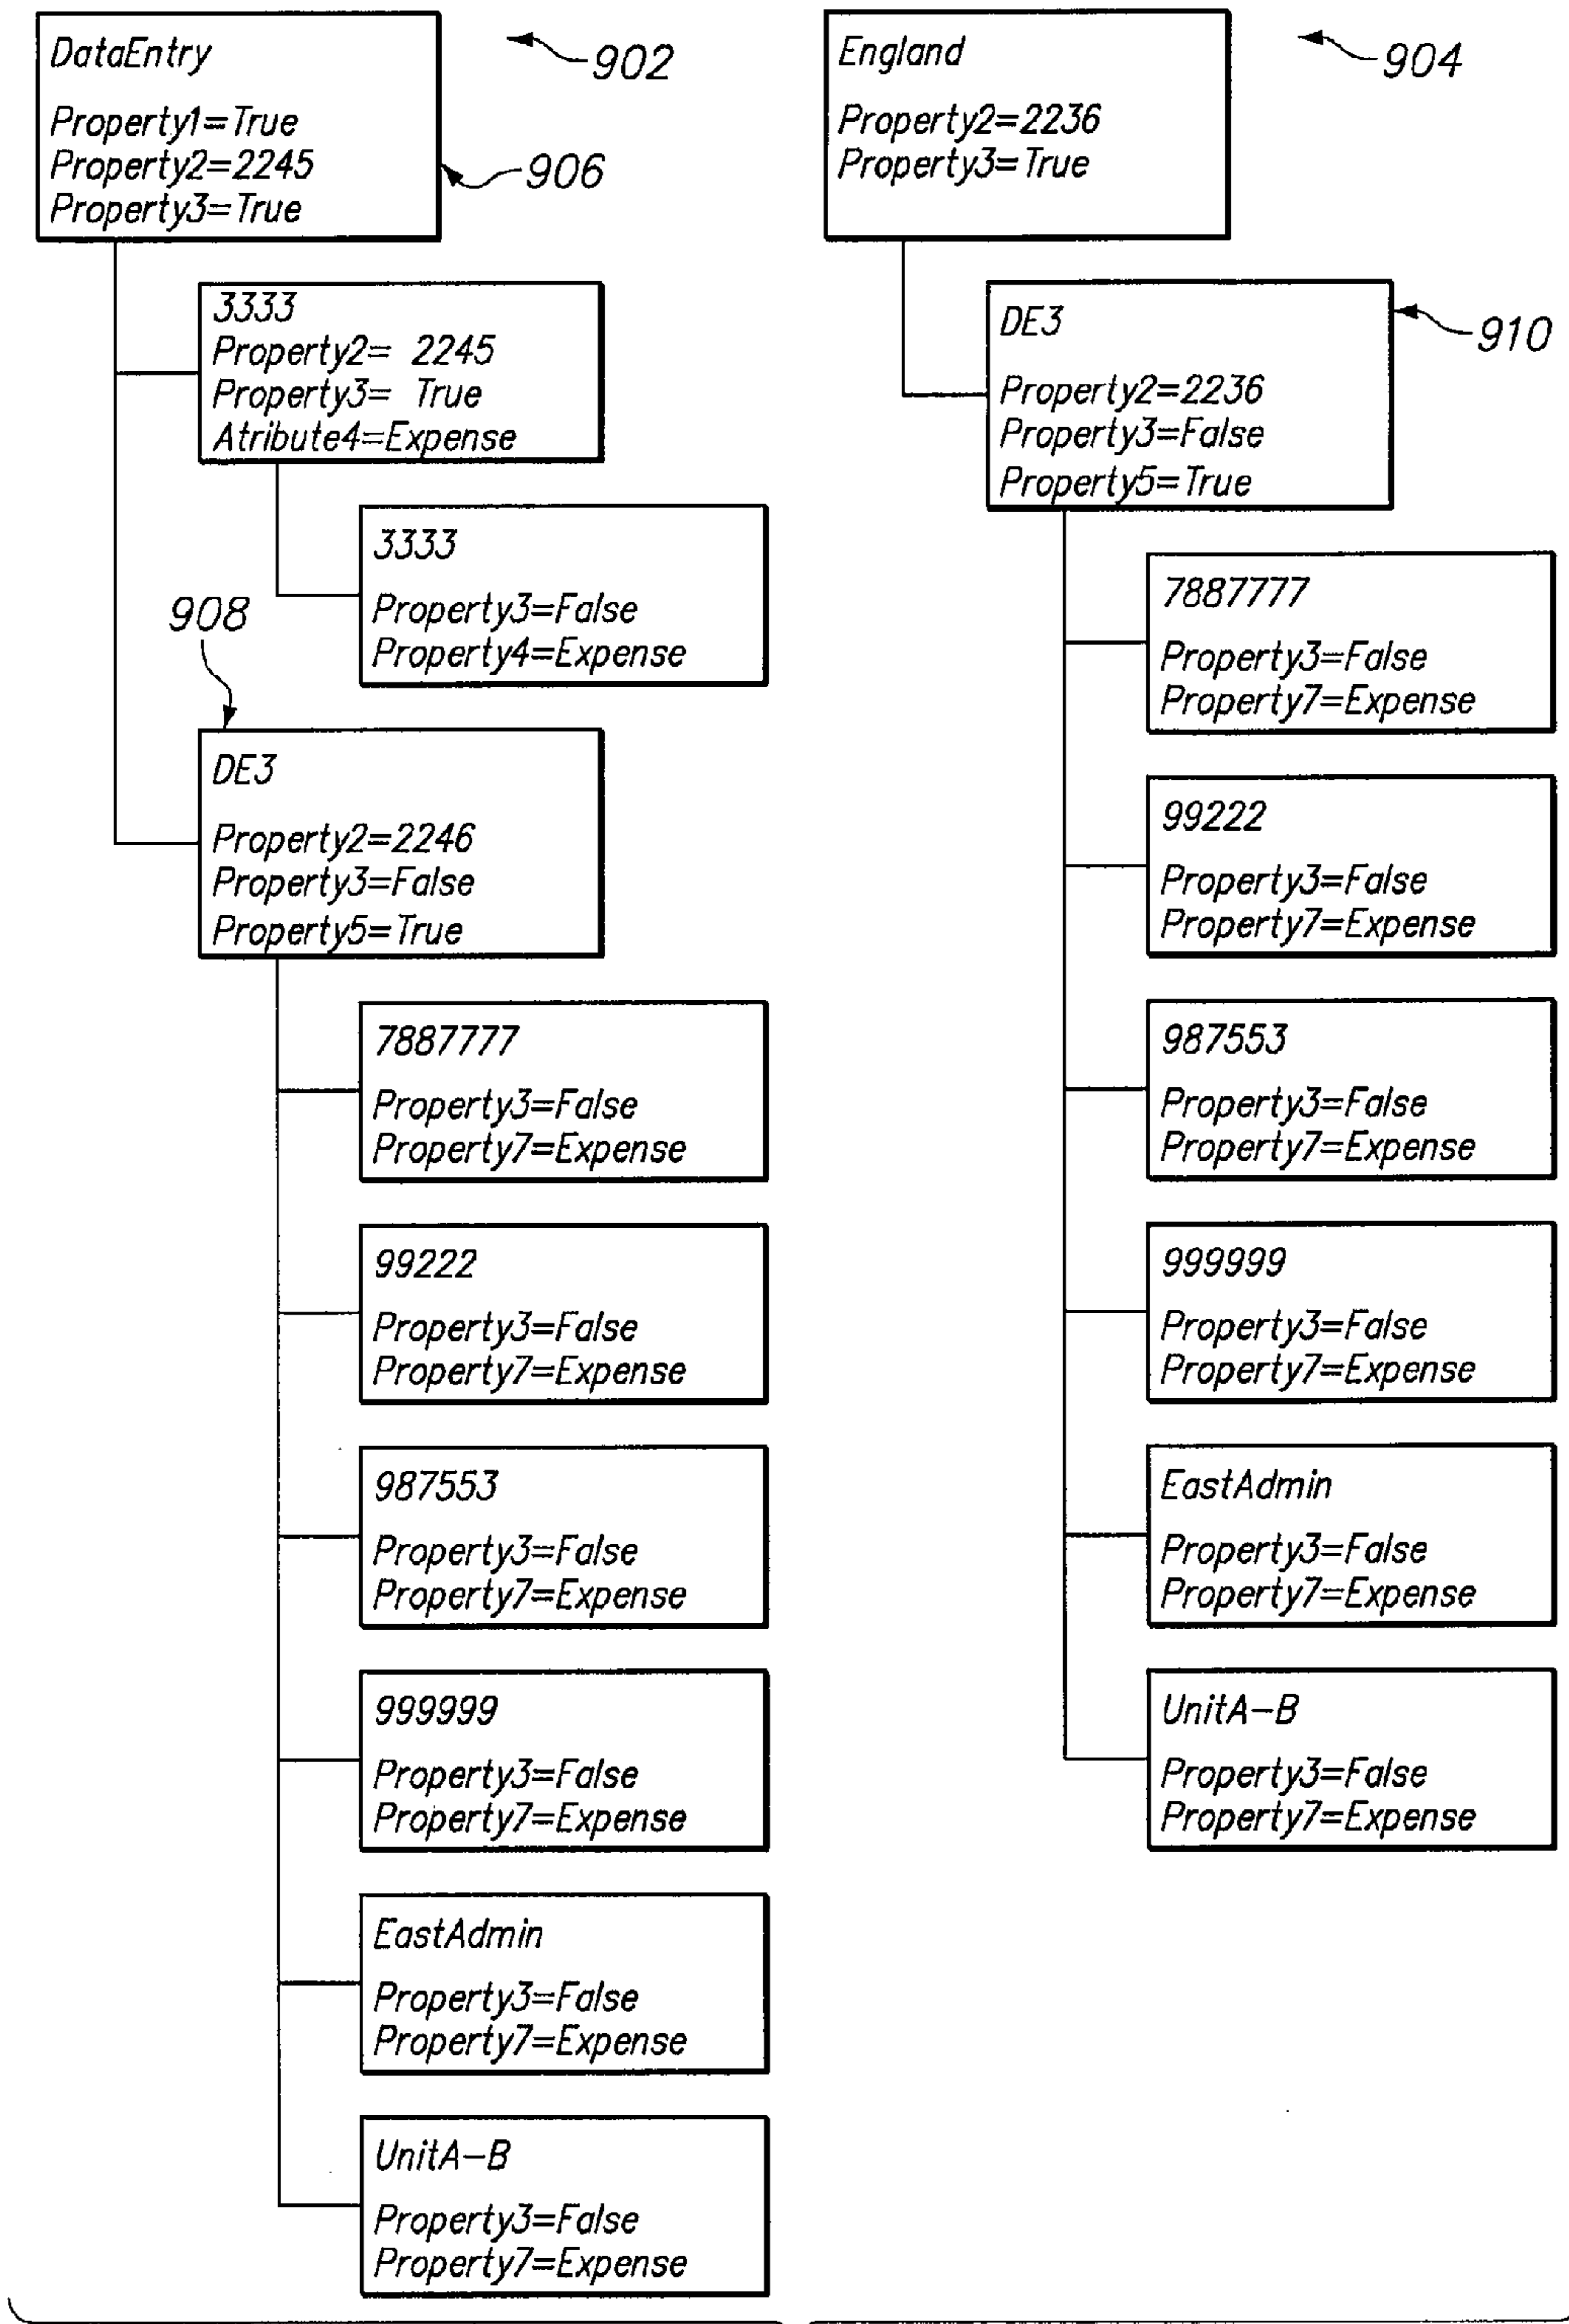 DataEntry
Property1=True
Property2=2245
Property3=True
902
906
3333
Property2= 2245
Property3= True
Atribute4=Expense
3333
Property3=False
Property4=Expense
908
DE3
Property2=2246
Property3=False
Property5=True
7887777
Property3=False
Property7=Expense
99222
Property3=False
Property7=Expense
987553
Property3=False
Property7=Expense
999999
Property3=False
Property7=Expense
EastAdmin
Property3=False
Property7=Expense
UnitA-B
Property3=False
Property7=Expense
England
Property2=2236
Property3=True
904
DE3
Property2=2236
Property3=False
Property5=True
910
7887777
Property3=False
Property7=Expense
99222
Property3=False
Property7=Expense
987553
Property3=False
Property7=Expense
999999
Property3=False
Property7=Expense
EastAdmin
Property3=False
Property7=Expense
UnitA-B
Property3=False
Property7=Expense